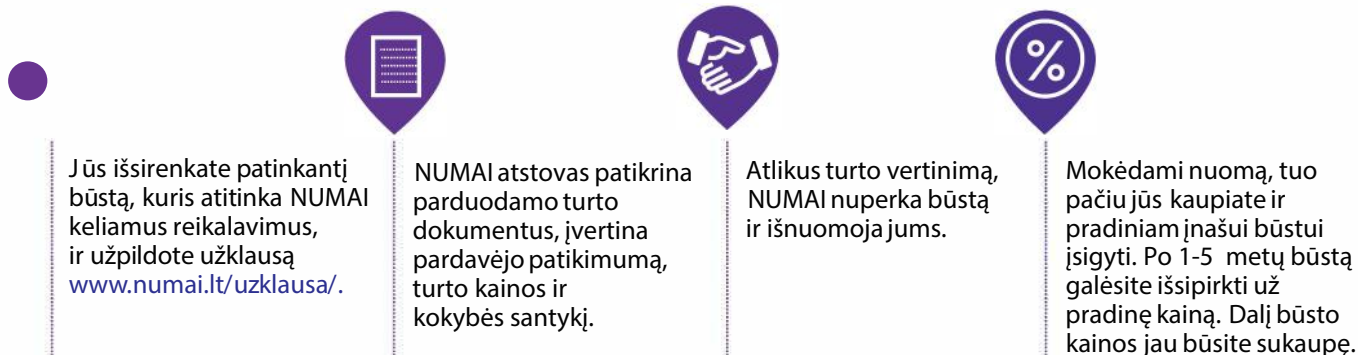 %
Jūs išsirenkate patinkantį
būstą, kuris atitinka NUMAI
keliamus reikalavimus,
ir užpildote užklausą
www.numai.lt/uzklausa/.
NUMAI atstovas patikrina
parduodamo turto
dokumentus, įvertina
pardavėjo patikimumą,
turto kainos ir
kokybės santykį.
Atlikus turto vertinimą,
NUMAI nuperka būstą
ir išnuomoja jums.
Mokėdami nuomą, tuo
pačiu jūs kaupiate ir
pradiniam įnašui būstui
įsigyti. Po 1-5 metų būstą
galėsite išsipirkti už
pradinę kainą. Dalį būsto
kainos jau būsite sukaupę.